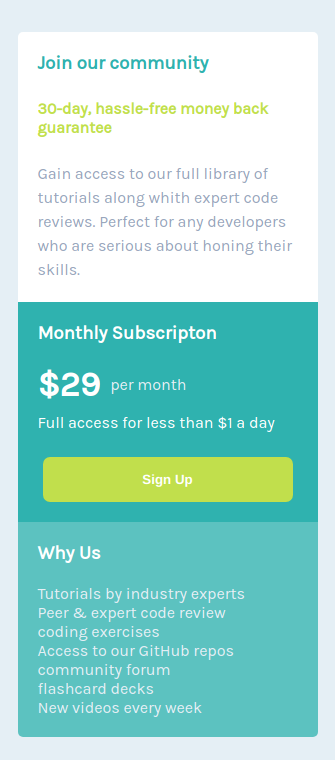 Join our community
30-day, hassle-free money back
guarantee
Gain access to our full library of
tutorials along whith expert code
reviews. Perfect for any developers
who are serious about honing their
skills.
Monthly Subscripton
$29 per month
Full access for less than $1 a day
Sign Up
Why Us
Tutorials by industry experts
Peer & expert code review
coding exercises
Access to our GitHub repos
community forum
flashcard decks
New videos every week